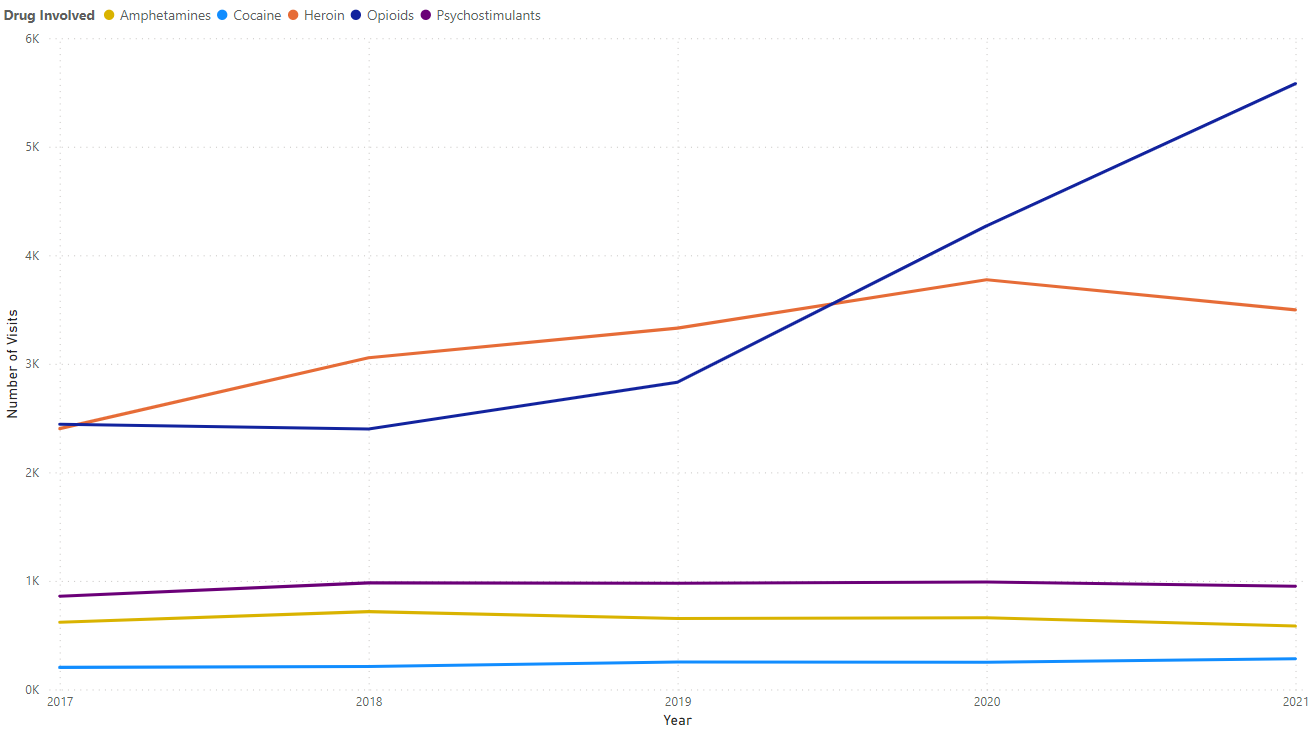 Drug Involved Amphetamines Cocaine Heroin Opioids Psychostimulants
6K
5K
4K
3K
2K
1K
0K
Number of Visits
2017 2018 2019 2020 2021
Year